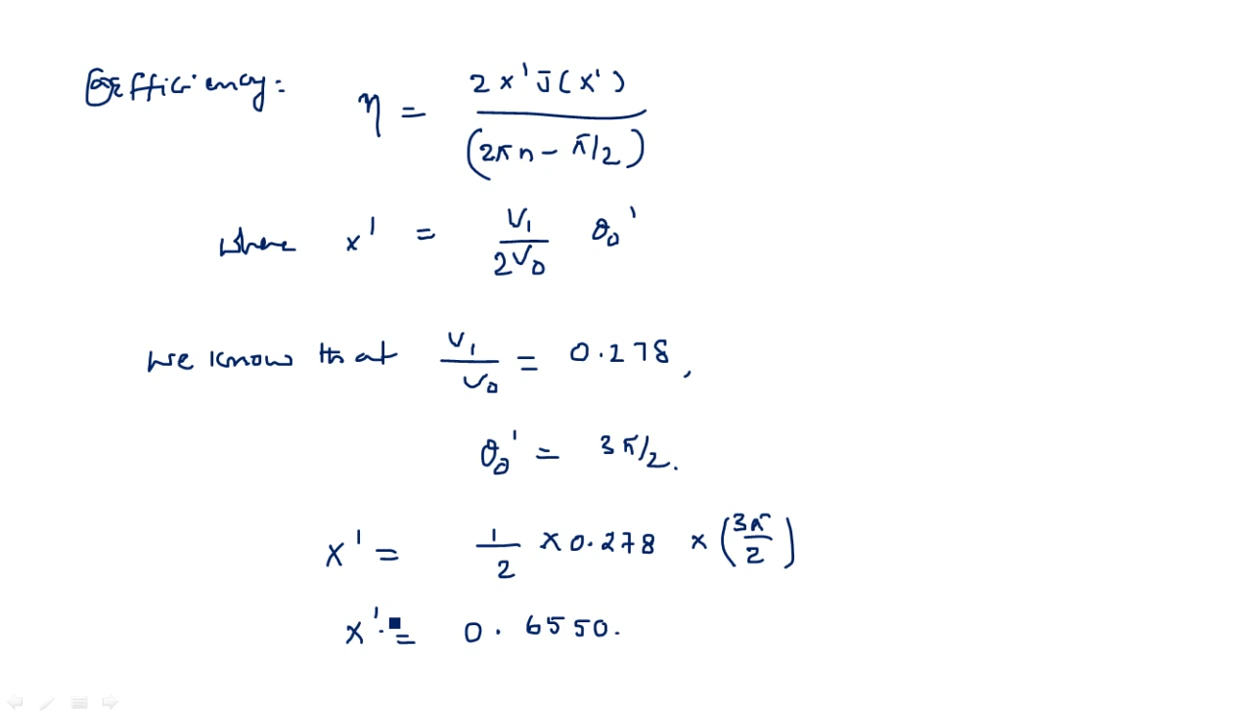 Efficiency: η = 2 x' J(x') / (2πn − π/2)
where x' = V₁ / 2V₀ θ₀'
we know that V₁ / V₀ = 0.278,
θ₀' = 3π/2.
x' = 1/2 × 0.278 × (3π/2)
x' = 0.6550.